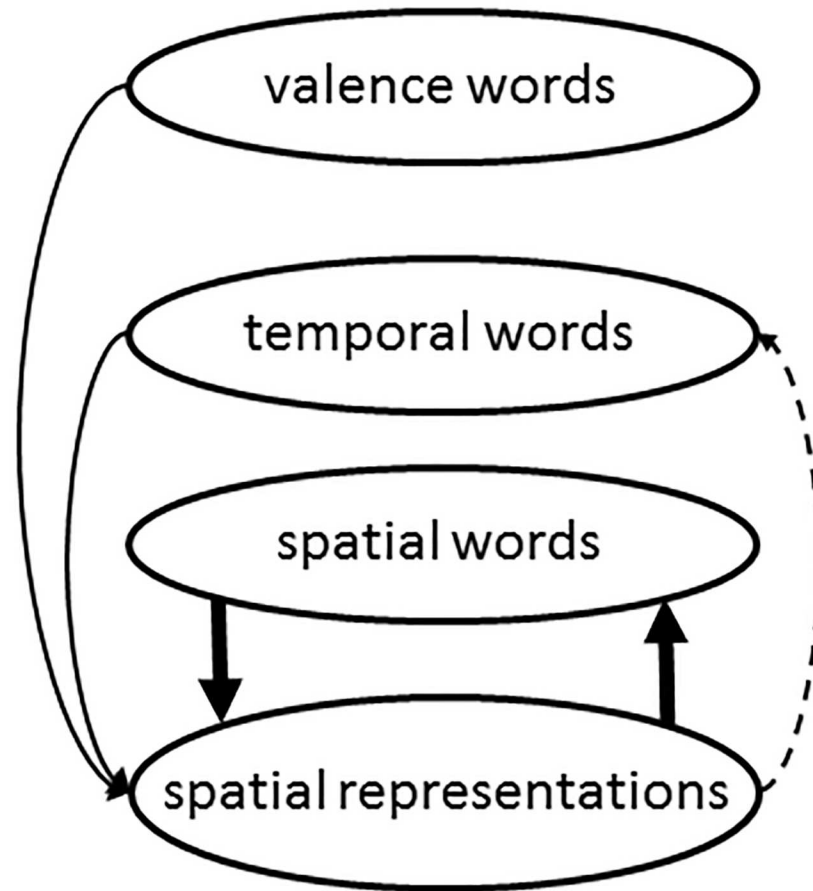 valence words
temporal words
spatial words
spatial representations